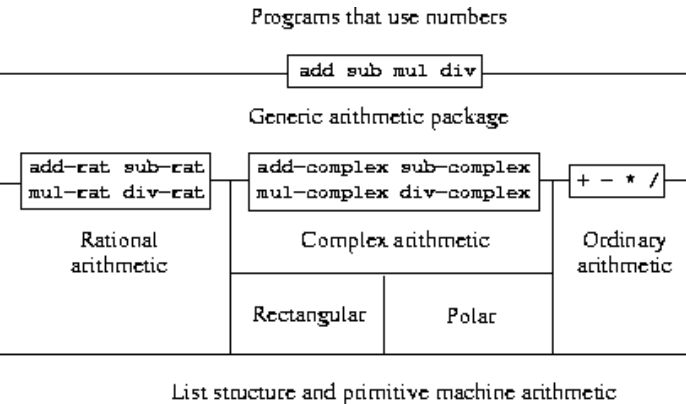 Programs that use numbers
add sub mul div
Generic arithmetic package
add-rat sub-rat
mul-rat div-rat
add-complex sub-complex
mul-complex div-complex
+ - * /
Rational
arithmetic
Complex arithmetic
Ordinary
arithmetic
Rectangular
Polar
List structure and primitive machine arithmetic